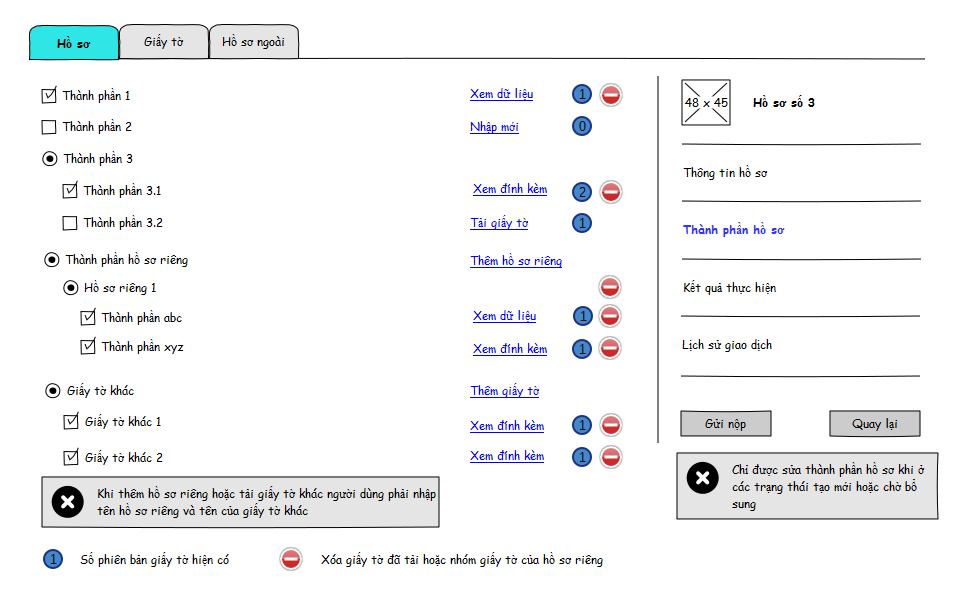 Hồ sơ
Giấy tờ
Hồ sơ ngoài
Thành phần 1
Xem dữ liệu
1
Thành phần 2
Nhập mới
0
Thành phần 3
Thành phần 3.1
Xem đính kèm
2
Thành phần 3.2
Tải giấy tờ
1
Thành phần hồ sơ riêng
Thêm hồ sơ riêng
Hồ sơ riêng 1
Thành phần abc
Xem dữ liệu
1
Thành phần xyz
Xem đính kèm
1
Giấy tờ khác
Thêm giấy tờ
Giấy tờ khác 1
Xem đính kèm
1
Giấy tờ khác 2
Xem đính kèm
1
Khi thêm hồ sơ riêng hoặc tải giấy tờ khác người dùng phải nhập
tên hồ sơ riêng và tên của giấy tờ khác
1
Số phiên bản giấy tờ hiện có
Xóa giấy tờ đã tải hoặc nhóm giấy tờ của hồ sơ riêng
48 x 45
Hồ sơ số 3
Thông tin hồ sơ
Thành phần hồ sơ
Kết quả thực hiện
Lịch sử giao dịch
Gửi nộp
Quay lại
Chỉ được sửa thành phần hồ sơ khi ở
các trạng thái tạo mới hoặc chờ bổ
sung